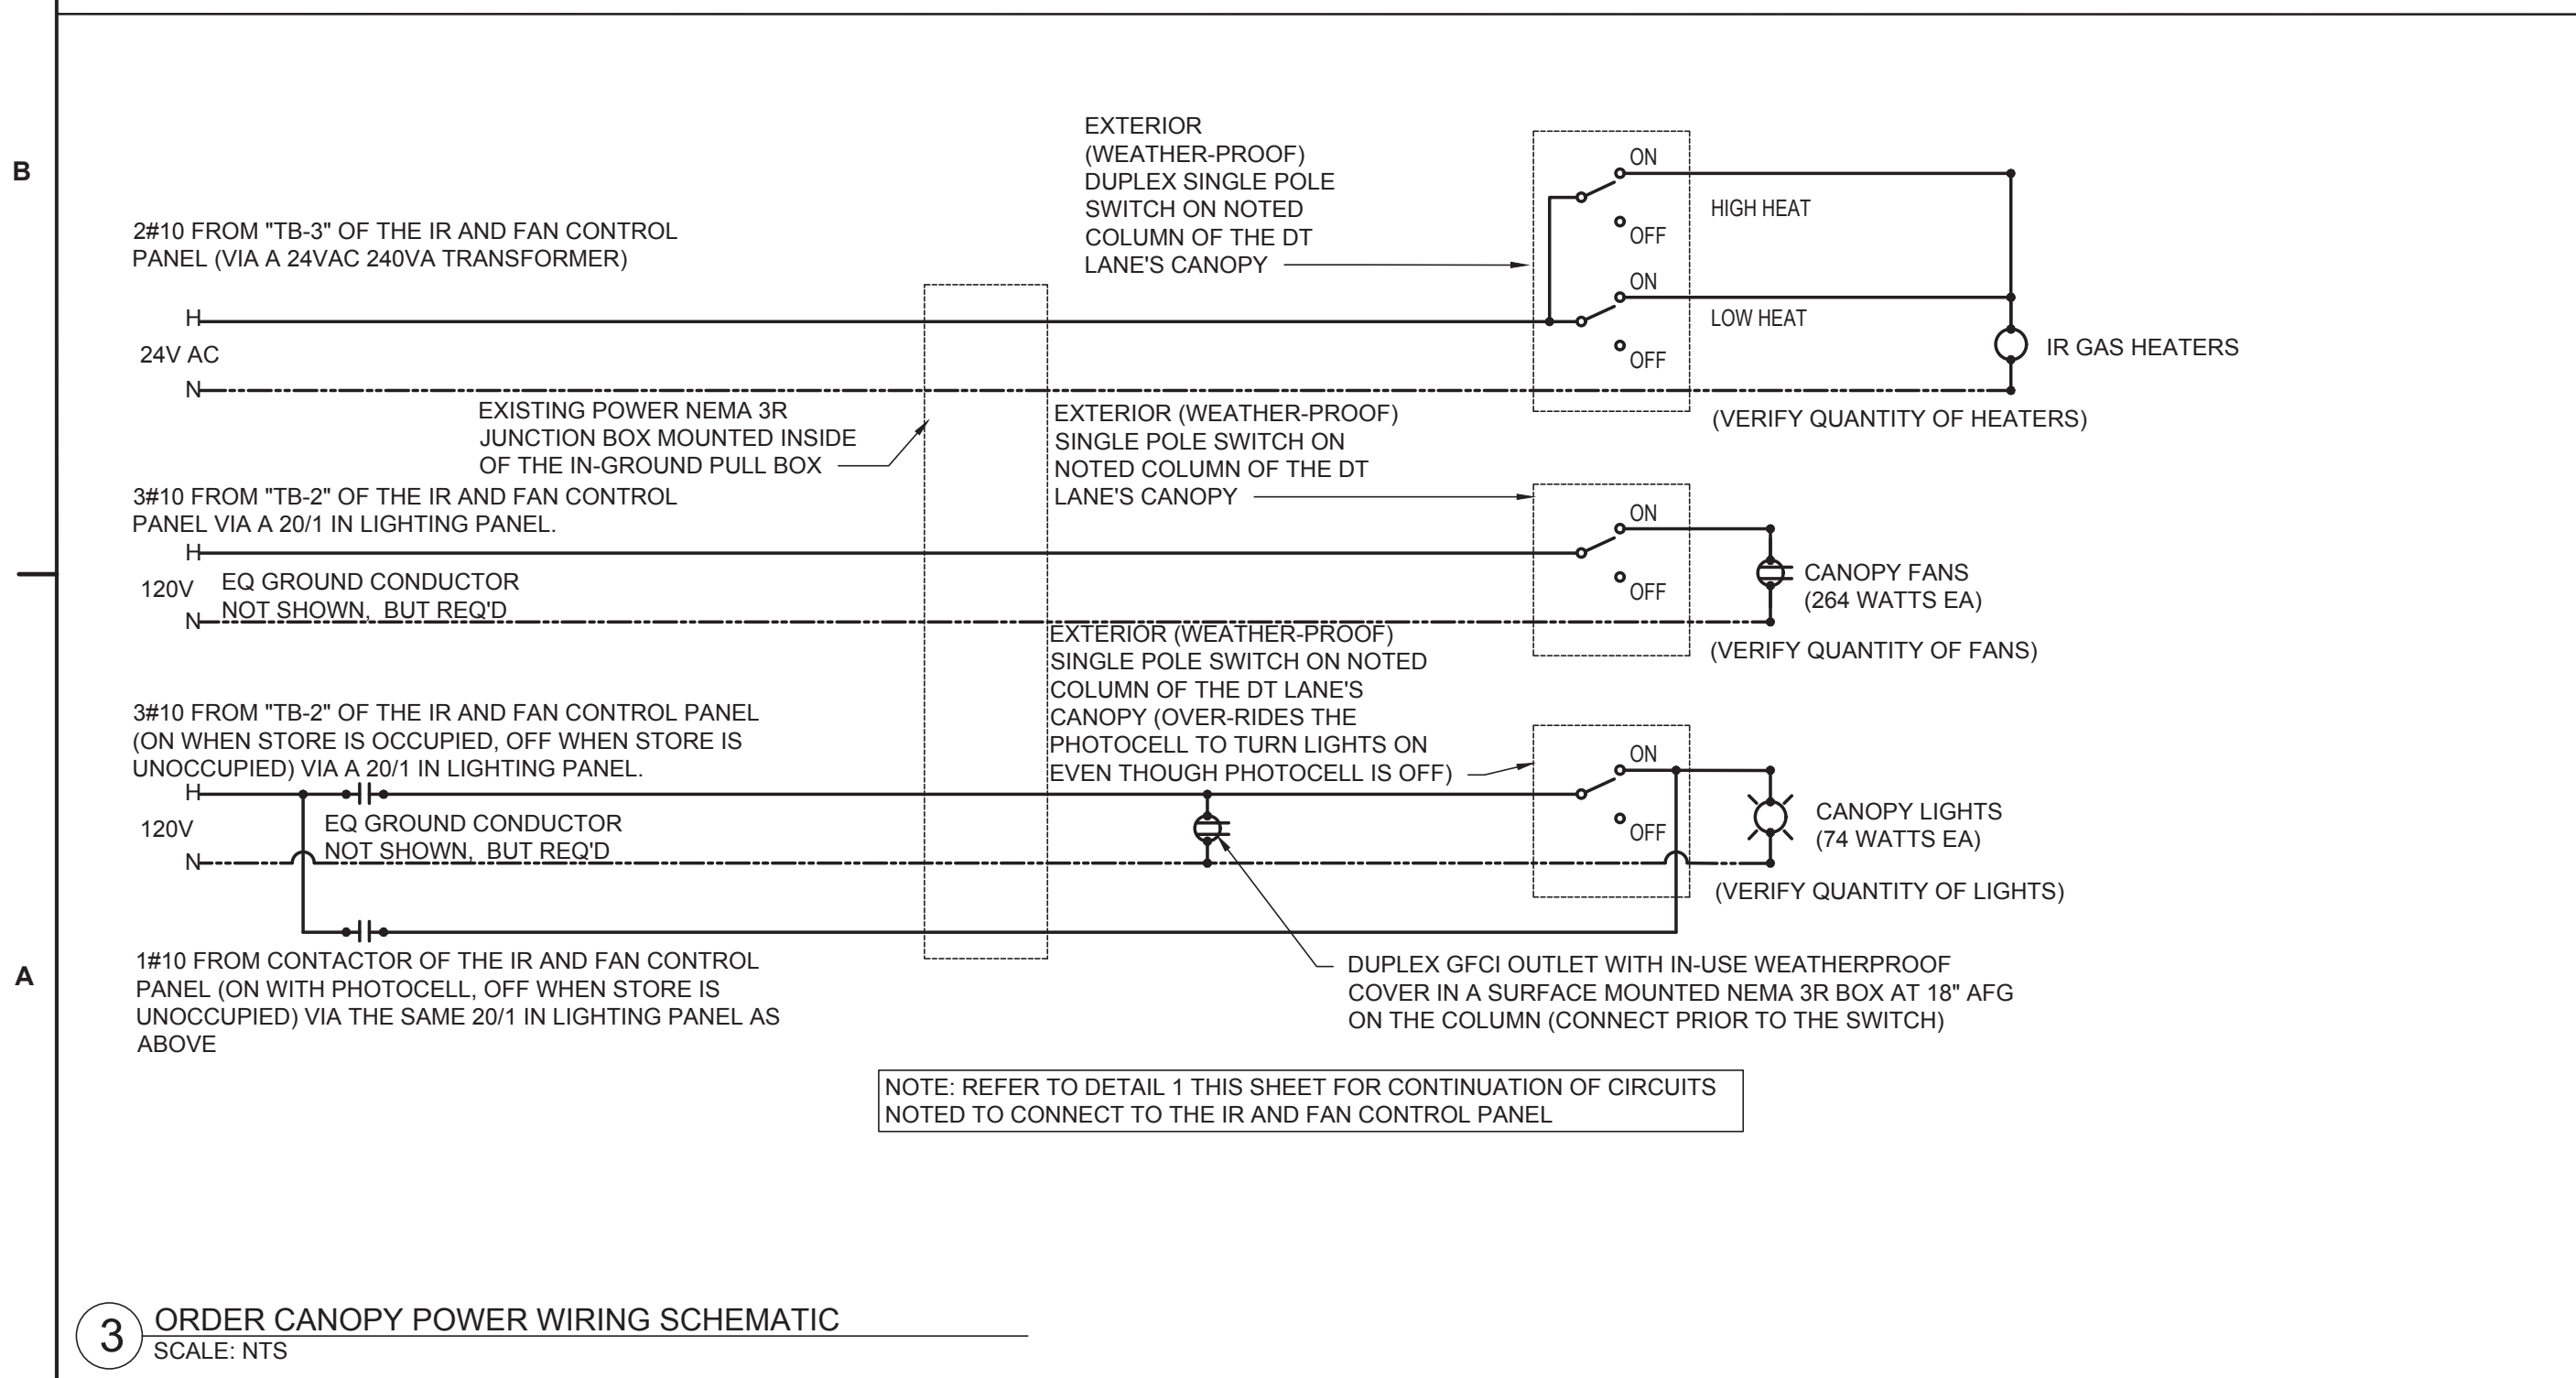 B
EXTERIOR
(WEATHER-PROOF)
DUPLEX SINGLE POLE
SWITCH ON NOTED
COLUMN OF THE DT
LANE'S CANOPY
ON
HIGH HEAT
OFF
ON
LOW HEAT
OFF
2#10 FROM "TB-3" OF THE IR AND FAN CONTROL
PANEL (VIA A 24VAC 240VA TRANSFORMER)
H
24V AC
N
IR GAS HEATERS
(VERIFY QUANTITY OF HEATERS)
EXISTING POWER NEMA 3R
JUNCTION BOX MOUNTED INSIDE
OF THE IN-GROUND PULL BOX
EXTERIOR (WEATHER-PROOF)
SINGLE POLE SWITCH ON
NOTED COLUMN OF THE DT
LANE'S CANOPY
3#10 FROM "TB-2" OF THE IR AND FAN CONTROL
PANEL VIA A 20/1 IN LIGHTING PANEL.
H
120V
N
EQ GROUND CONDUCTOR
NOT SHOWN, BUT REQ'D
ON
OFF
CANOPY FANS
(264 WATTS EA)
(VERIFY QUANTITY OF FANS)
EXTERIOR (WEATHER-PROOF)
SINGLE POLE SWITCH ON NOTED
COLUMN OF THE DT LANE'S
CANOPY (OVER-RIDES THE
PHOTOCELL TO TURN LIGHTS ON
EVEN THOUGH PHOTOCELL IS OFF)
3#10 FROM "TB-2" OF THE IR AND FAN CONTROL PANEL
(ON WHEN STORE IS OCCUPIED, OFF WHEN STORE IS
UNOCCUPIED) VIA A 20/1 IN LIGHTING PANEL.
H
120V
N
EQ GROUND CONDUCTOR
NOT SHOWN, BUT REQ'D
ON
OFF
CANOPY LIGHTS
(74 WATTS EA)
(VERIFY QUANTITY OF LIGHTS)
A
1#10 FROM CONTACTOR OF THE IR AND FAN CONTROL
PANEL (ON WITH PHOTOCELL, OFF WHEN STORE IS
UNOCCUPIED) VIA THE SAME 20/1 IN LIGHTING PANEL AS
ABOVE
DUPLEX GFCI OUTLET WITH IN-USE WEATHERPROOF
COVER IN A SURFACE MOUNTED NEMA 3R BOX AT 18" AFG
ON THE COLUMN (CONNECT PRIOR TO THE SWITCH)
NOTE: REFER TO DETAIL 1 THIS SHEET FOR CONTINUATION OF CIRCUITS
NOTED TO CONNECT TO THE IR AND FAN CONTROL PANEL
3
ORDER CANOPY POWER WIRING SCHEMATIC
SCALE: NTS